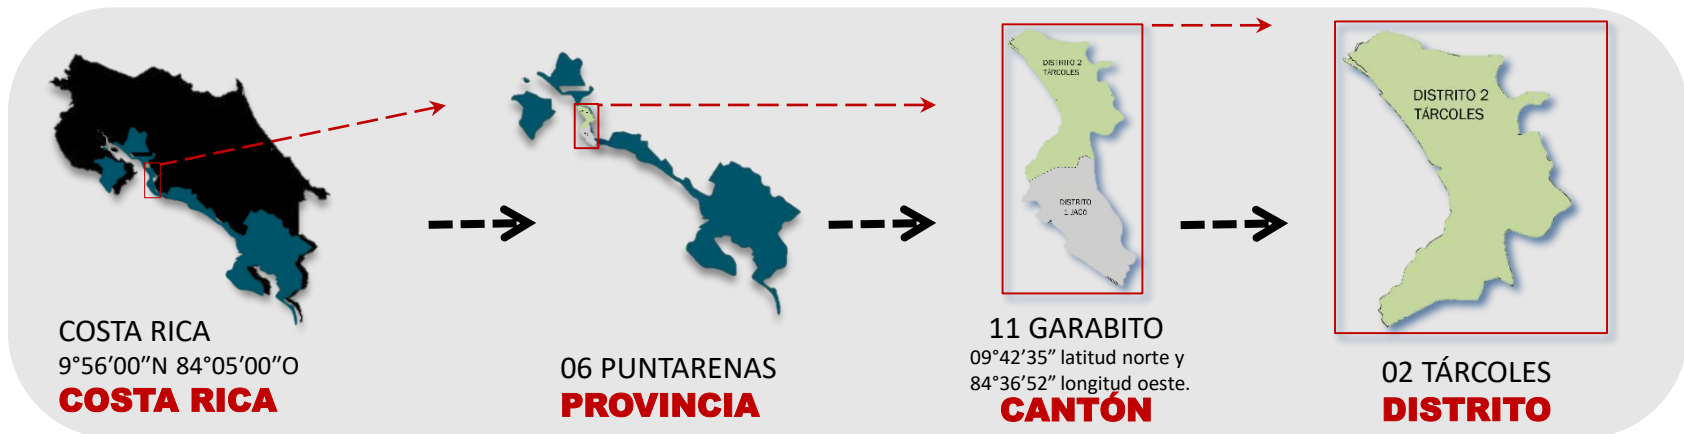 DISTRITO 2
TÁRCOLES
DISTRITO
1 JACÓ
DISTRITO 2
TÁRCOLES
COSTA RICA
9°56’00”N 84°05’00”O
COSTA RICA
06 PUNTARENAS
PROVINCIA
11 GARABITO
09°42’35” latitud norte y
84°36’52” longitud oeste.
CANTÓN
02 TÁRCOLES
DISTRITO